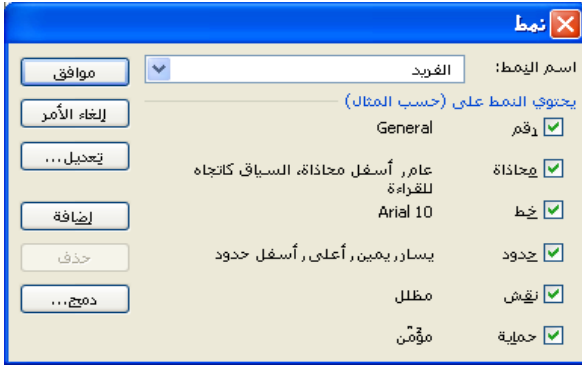 نمط
اسم النمط: الفريد
موافق
يحتوي النمط على (حسب المثال)
إلغاء الأمر
رقم General
تعديل...
محاذاة عام, أسفل محاذاة, السياق كاتجاه
للقراءة
خط Arial 10
إضافة
حدود يسار, يمين, أعلى, أسفل حدود
حذف
نقش مظلل
دمج...
حماية مؤمّن